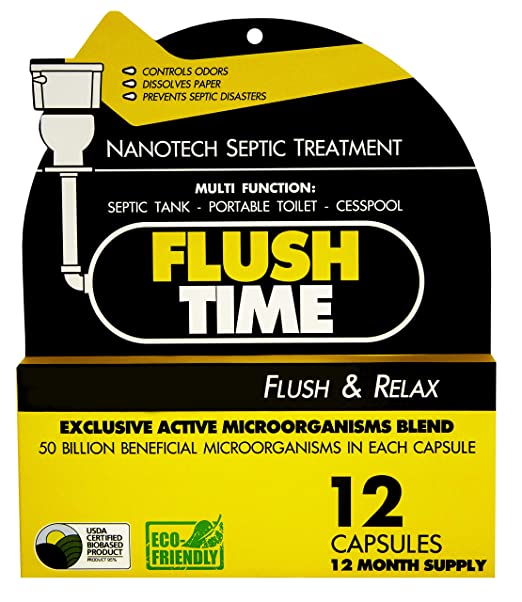 CONTROLS ODORS
DISSOLVES PAPER
PREVENTS SEPTIC DISASTERS
NANOTECH SEPTIC TREATMENT
MULTI FUNCTION:
SEPTIC TANK - PORTABLE TOILET - CESSPOOL
FLUSH
TIME
FLUSH & RELAX
EXCLUSIVE ACTIVE MICROORGANISMS BLEND
50 BILLION BENEFICIAL MICROORGANISMS IN EACH CAPSULE
12
CAPSULES
12 MONTH SUPPLY
USDA
CERTIFIED
BIOBASED
PRODUCT
PRODUCT 95%
ECO-
FRIENDLY